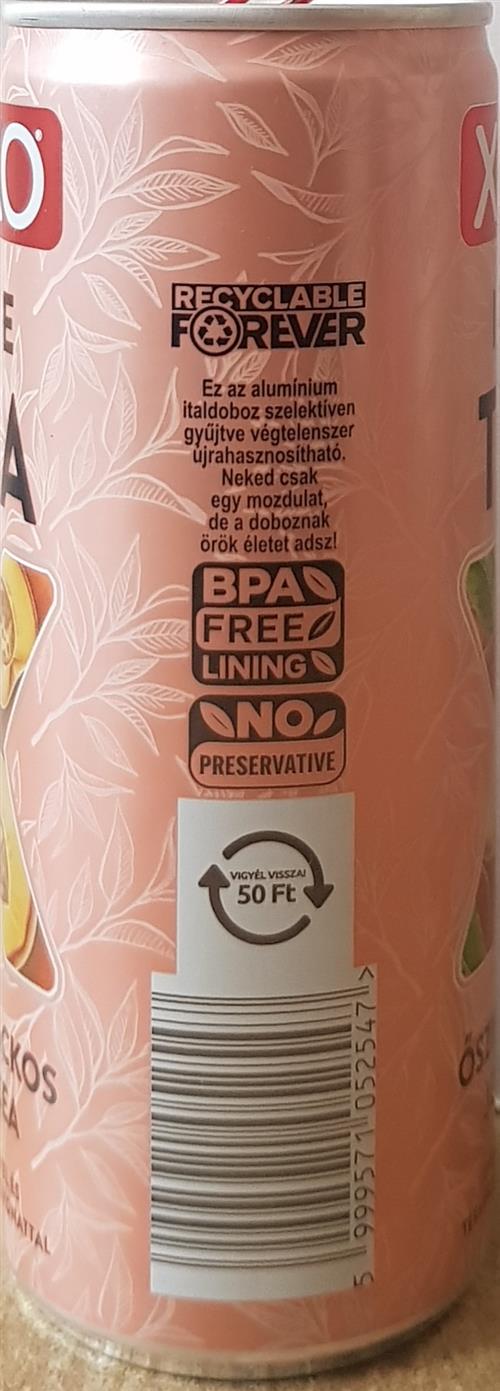 RECYCLABLE
FOREVER
Ez az alumínium
italdoboz szelektíven
gyűjtve végtelenszer
újrahasznosítható.
Neked csak
egy mozdulat,
de a doboznak
örök életet adsz!
BPA
FREE
LINING
NO
PRESERVATIVE
VIGYÉL VISSZA!
50 Ft
5 999571 052547 >